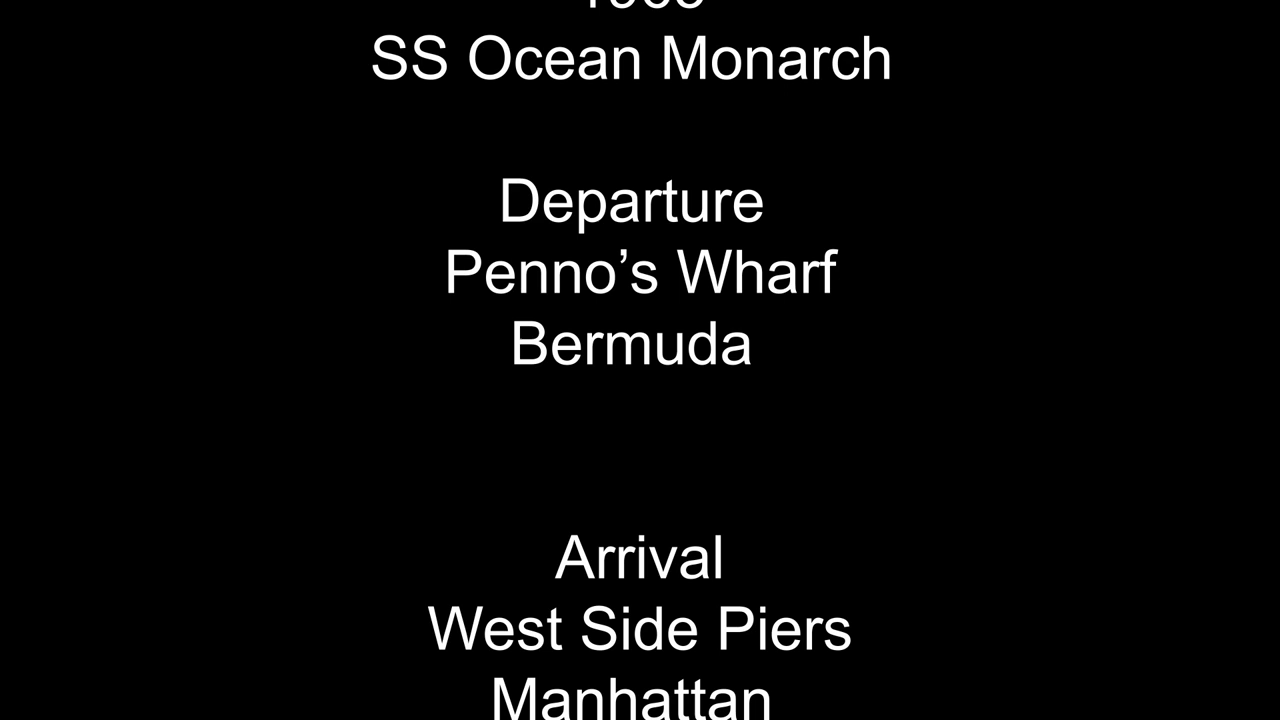 SS Ocean Monarch
Departure
Penno’s Wharf
Bermuda
Arrival
West Side Piers
Manhattan